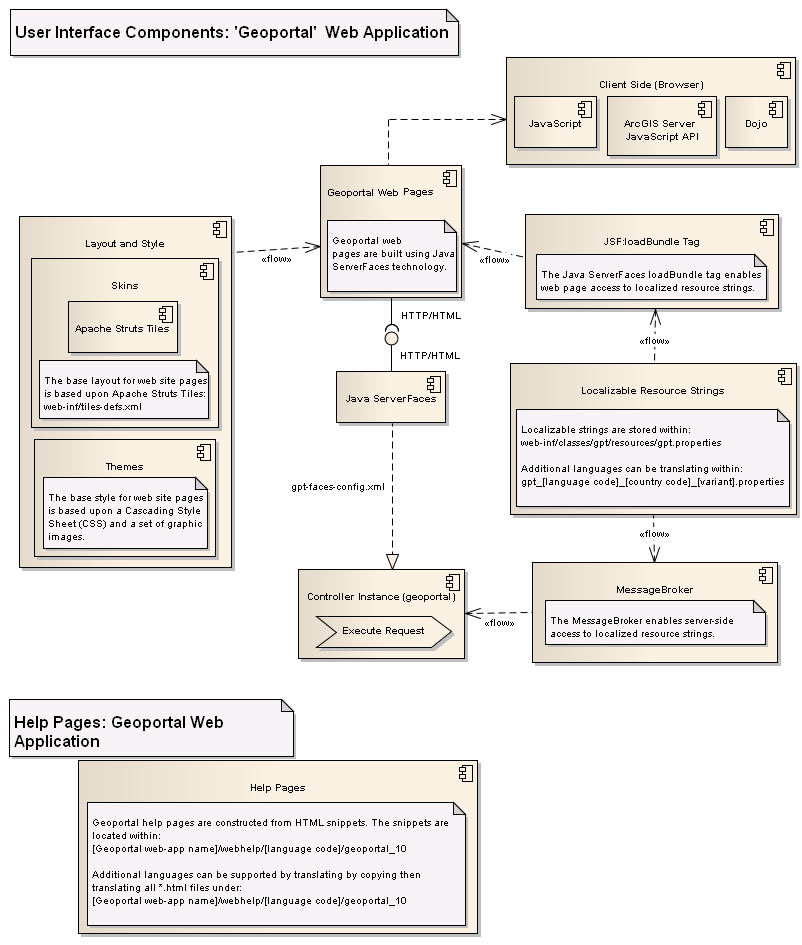 User Interface Components: 'Geoportal' Web Application
Client Side (Browser)
JavaScript
ArcGIS Server
JavaScript API
Dojo
Geoportal Web Pages
Geoportal web
pages are built using Java
ServerFaces technology.
Layout and Style
Skins
Apache Struts Tiles
The base layout for web site pages
is based upon Apache Struts Tiles:
web-inf/tiles-defs.xml
Themes
The base style for web site pages
is based upon a Cascading Style
Sheet (CSS) and a set of graphic
images.
«flow»
«flow»
JSF:loadBundle Tag
The Java ServerFaces loadBundle tag enables
web page access to localized resource strings.
HTTP/HTML
HTTP/HTML
Java ServerFaces
«flow»
Localizable Resource Strings
Localizable strings are stored within:
web-inf/classes/gpt/resources/gpt.properties
Additional languages can be translating within:
gpt_[language code]_[country code]_[variant].properties
gpt-faces-config.xml
«flow»
Controller Instance (geoportal)
Execute Request
«flow»
MessageBroker
The MessageBroker enables server-side
access to localized resource strings.
Help Pages: Geoportal Web
Application
Help Pages
Geoportal help pages are constructed from HTML snippets. The snippets are
located within:
[Geoportal web-app name]/webhelp/[language code]/geoportal_10
Additional languages can be supported by translating by copying then
translating all *.html files under:
[Geoportal web-app name]/webhelp/[language code]/geoportal_10